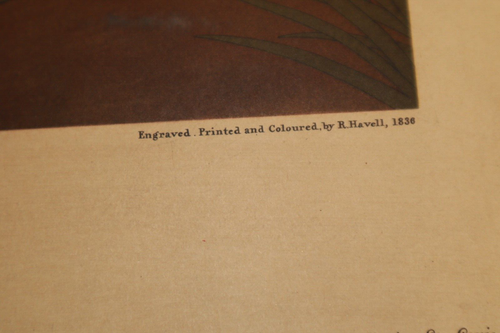 Engraved. Printed and Coloured, by R. Havell, 1836